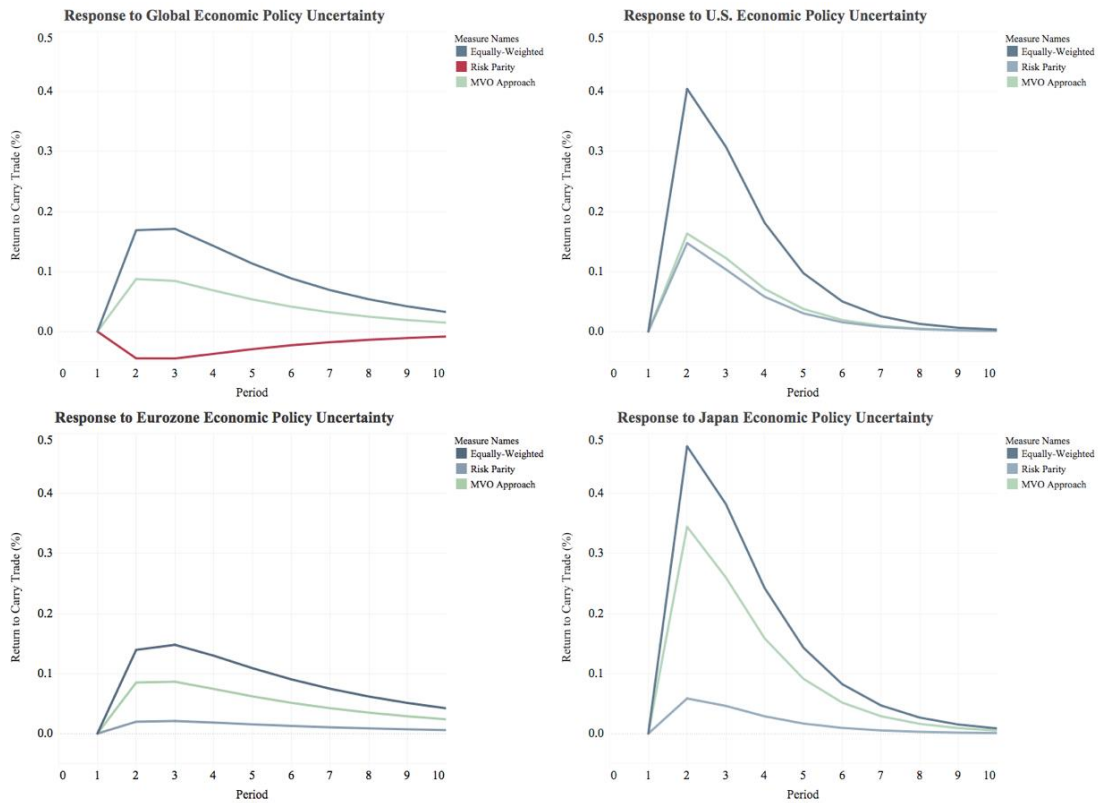 Response to Global Economic Policy Uncertainty
0.5
0.4
0.3
0.2
0.1
0.0
Return to Carry Trade (%)
0 1 2 3 4 5 6 7 8 9 10
Period
Measure Names
Equally-Weighted
Risk Parity
MVO Approach
Response to U.S. Economic Policy Uncertainty
0.5
0.4
0.3
0.2
0.1
0.0
Return to Carry Trade (%)
0 1 2 3 4 5 6 7 8 9 10
Period
Measure Names
Equally-Weighted
Risk Parity
MVO Approach
Response to Eurozone Economic Policy Uncertainty
0.5
0.4
0.3
0.2
0.1
0.0
Return to Carry Trade (%)
0 1 2 3 4 5 6 7 8 9 10
Period
Measure Names
Equally-Weighted
Risk Parity
MVO Approach
Response to Japan Economic Policy Uncertainty
0.5
0.4
0.3
0.2
0.1
0.0
Return to Carry Trade (%)
0 1 2 3 4 5 6 7 8 9 10
Period
Measure Names
Equally-Weighted
Risk Parity
MVO Approach